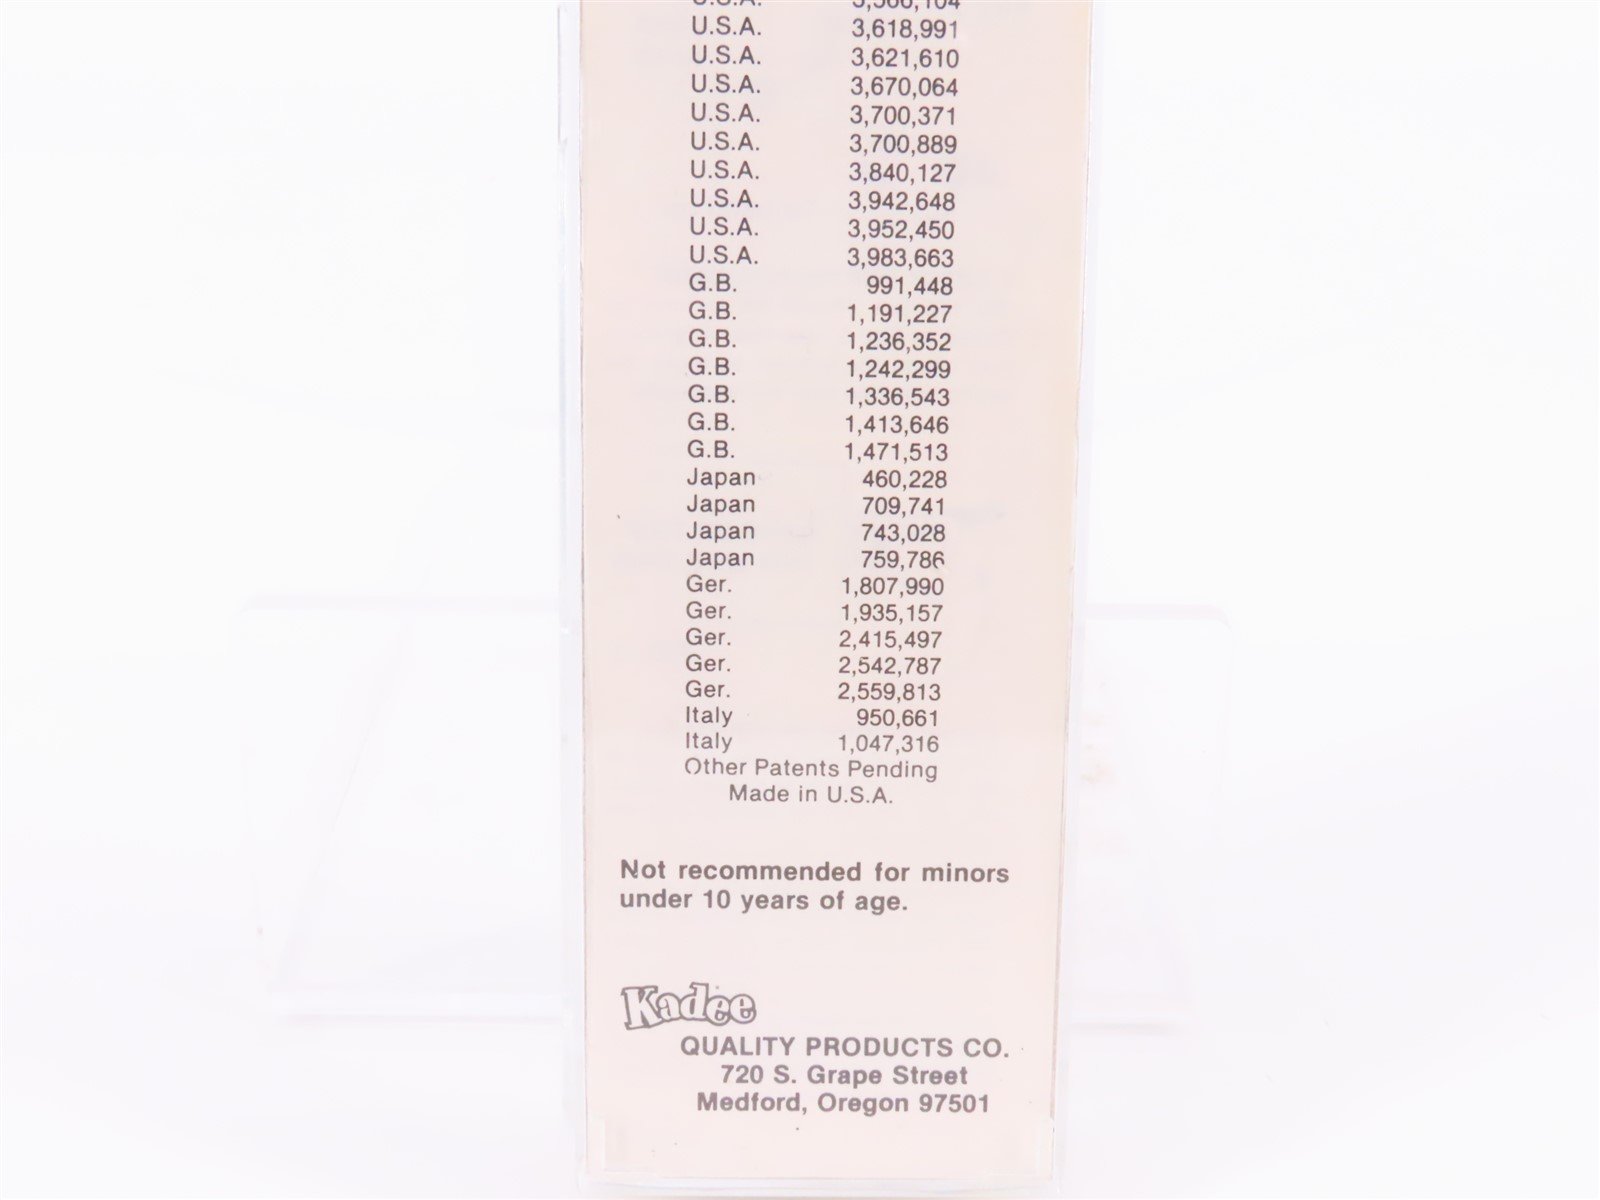 U.S.A. 3,566,104
U.S.A. 3,618,991
U.S.A. 3,621,610
U.S.A. 3,670,064
U.S.A. 3,700,371
U.S.A. 3,700,889
U.S.A. 3,840,127
U.S.A. 3,942,648
U.S.A. 3,952,450
U.S.A. 3,983,663
G.B. 991,448
G.B. 1,191,227
G.B. 1,236,352
G.B. 1,242,299
G.B. 1,336,543
G.B. 1,413,646
G.B. 1,471,513
Japan 460,228
Japan 709,741
Japan 743,028
Japan 759,786
Ger. 1,807,990
Ger. 1,935,157
Ger. 2,415,497
Ger. 2,542,787
Ger. 2,559,813
Italy 950,661
Italy 1,047,316
Other Patents Pending
Made in U.S.A.
Not recommended for minors
under 10 years of age.
Kadee
QUALITY PRODUCTS CO.
720 S. Grape Street
Medford, Oregon 97501